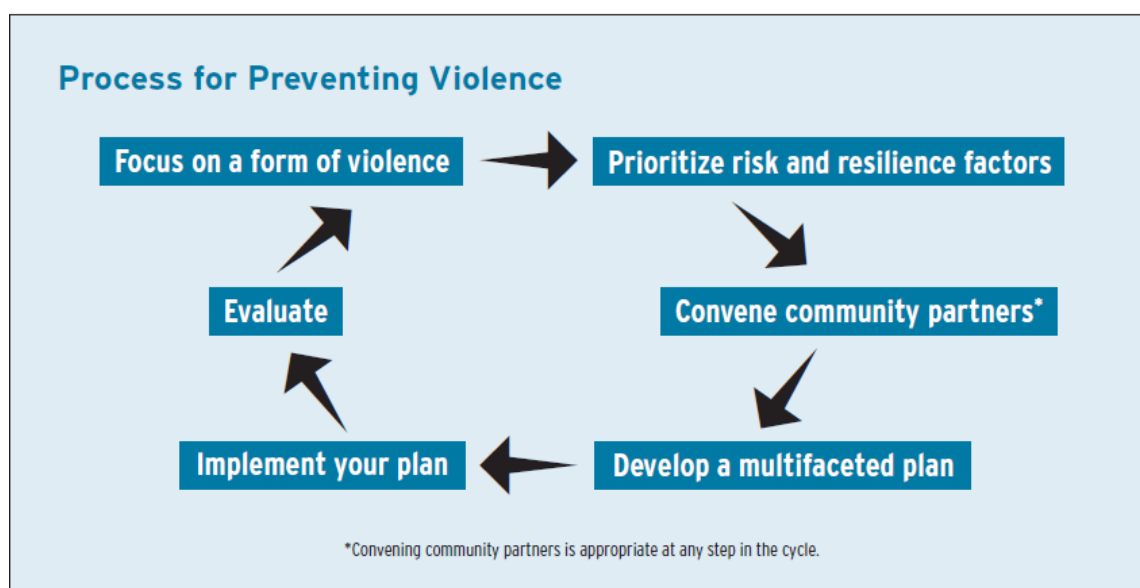 Process for Preventing Violence
Focus on a form of violence
Prioritize risk and resilience factors
Convene community partners*
Develop a multifaceted plan
Implement your plan
Evaluate
*Convening community partners is appropriate at any step in the cycle.